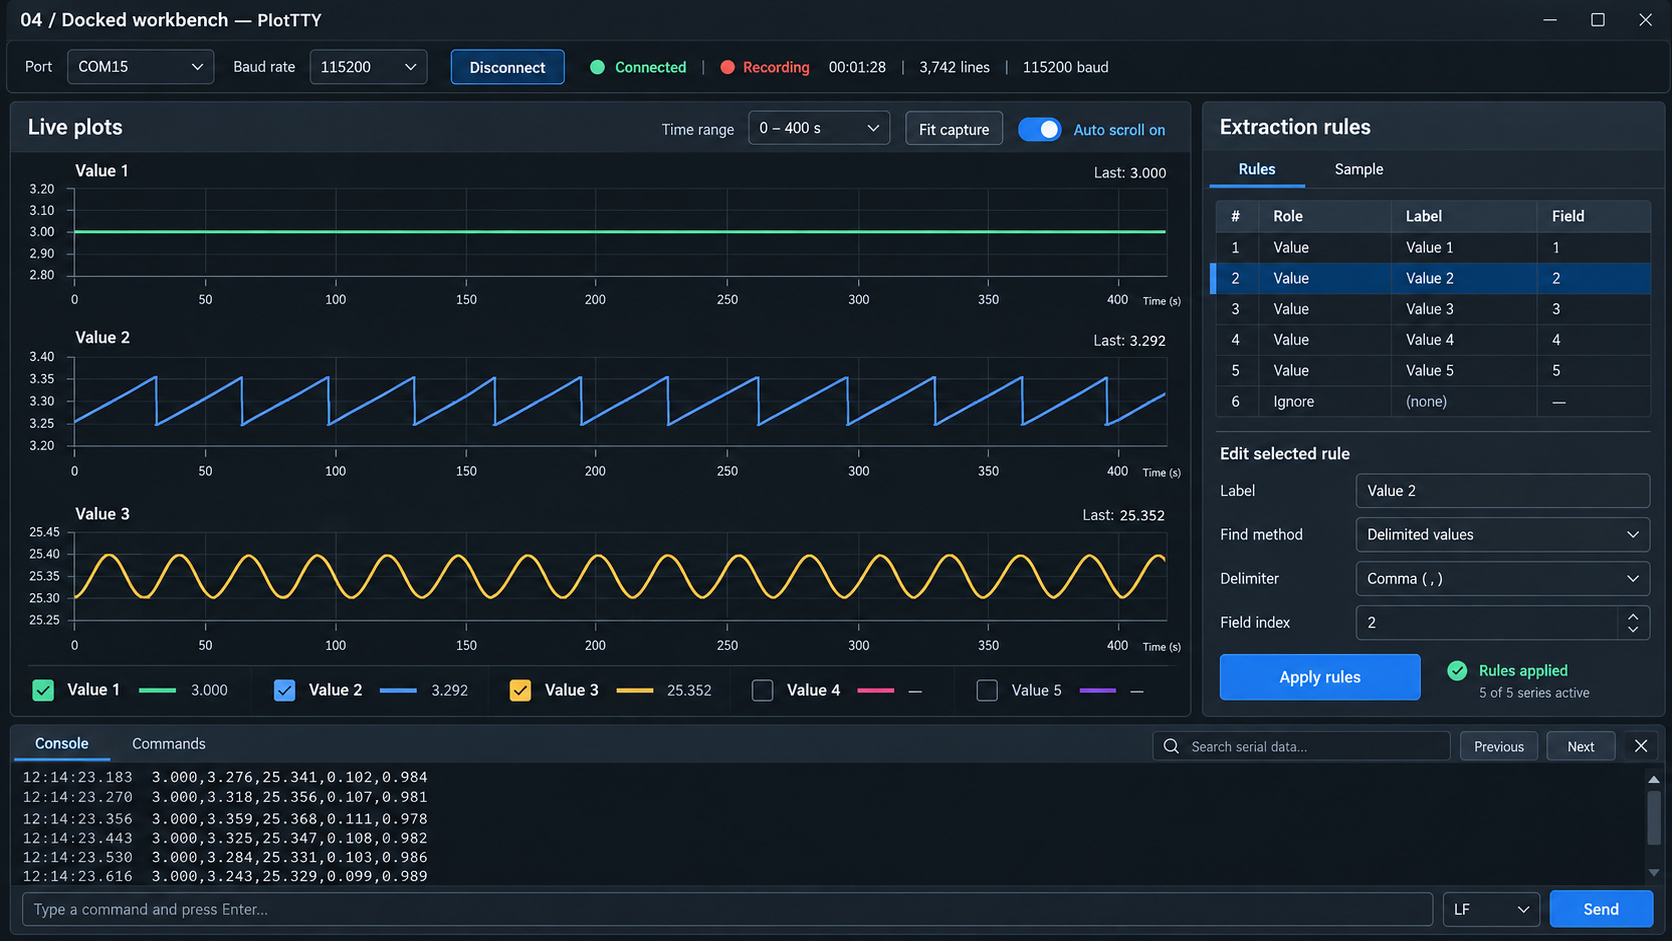 04 / Docked workbench — PlotTTY
Port COM15 Baud rate 115200 Disconnect Connected | Recording 00:01:28 | 3,742 lines | 115200 baud
Live plots
Time range 0 – 400 s Fit capture Auto scroll on
Value 1
Last: 3.000
3.20
3.10
3.00
2.90
2.80
0 50 100 150 200 250 300 350 400 Time (s)
Value 2
Last: 3.292
3.40
3.35
3.30
3.25
3.20
0 50 100 150 200 250 300 350 400 Time (s)
Value 3
Last: 25.352
25.45
25.40
25.35
25.30
25.25
0 50 100 150 200 250 300 350 400 Time (s)
Value 1 3.000 Value 2 3.292 Value 3 25.352 Value 4 — Value 5 —
Extraction rules
Rules Sample
# Role Label Field
1 Value Value 1 1
2 Value Value 2 2
3 Value Value 3 3
4 Value Value 4 4
5 Value Value 5 5
6 Ignore (none) —
Edit selected rule
Label Value 2
Find method Delimited values
Delimiter Comma ( , )
Field index 2
Apply rules
Rules applied
5 of 5 series active
Console Commands
Search serial data... Previous Next
12:14:23.183 3.000,3.276,25.341,0.102,0.984
12:14:23.270 3.000,3.318,25.356,0.107,0.981
12:14:23.356 3.000,3.359,25.368,0.111,0.978
12:14:23.443 3.000,3.325,25.347,0.108,0.982
12:14:23.530 3.000,3.284,25.331,0.103,0.986
12:14:23.616 3.000,3.243,25.329,0.099,0.989
Type a command and press Enter... LF Send